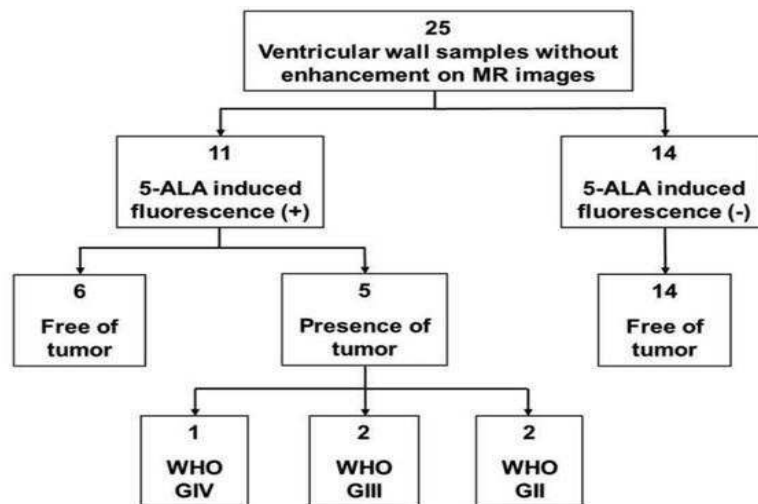 25
Ventricular wall samples without
enhancement on MR images
11
5-ALA induced
fluorescence (+)
14
5-ALA induced
fluorescence (-)
6
Free of
tumor
5
Presence of
tumor
14
Free of
tumor
1
WHO
GIV
2
WHO
GIII
2
WHO
GII